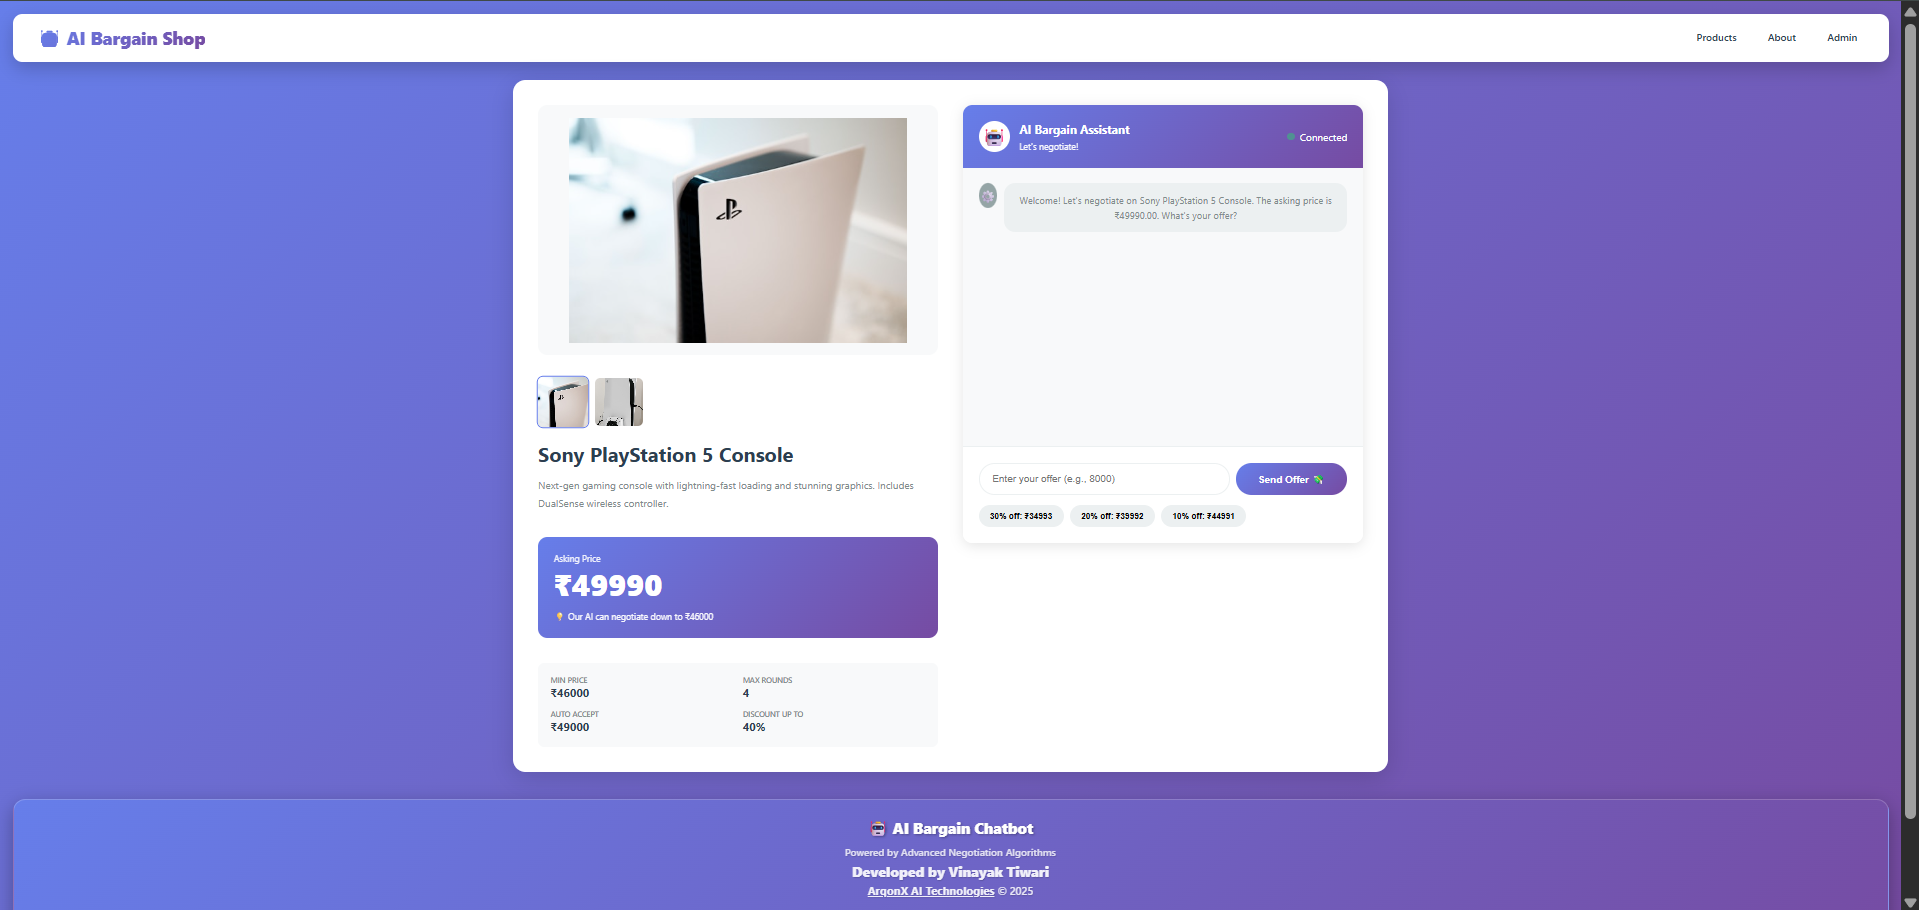 AI Bargain Shop
Products
About
Admin
Sony PlayStation 5 Console
Next-gen gaming console with lightning-fast loading and stunning graphics. Includes
DualSense wireless controller.
Asking Price
₹49990
Our AI can negotiate down to ₹46000
MIN PRICE
₹46000
MAX ROUNDS
4
AUTO ACCEPT
₹49000
DISCOUNT UP TO
40%
AI Bargain Assistant
Let's negotiate!
Connected
Welcome! Let's negotiate on Sony PlayStation 5 Console. The asking price is
₹49990.00. What's your offer?
Enter your offer (e.g., 8000)
Send Offer
30% off: ₹34993
20% off: ₹39992
10% off: ₹44991
AI Bargain Chatbot
Powered by Advanced Negotiation Algorithms
Developed by Vinayak Tiwari
ArqonX AI Technologies © 2025